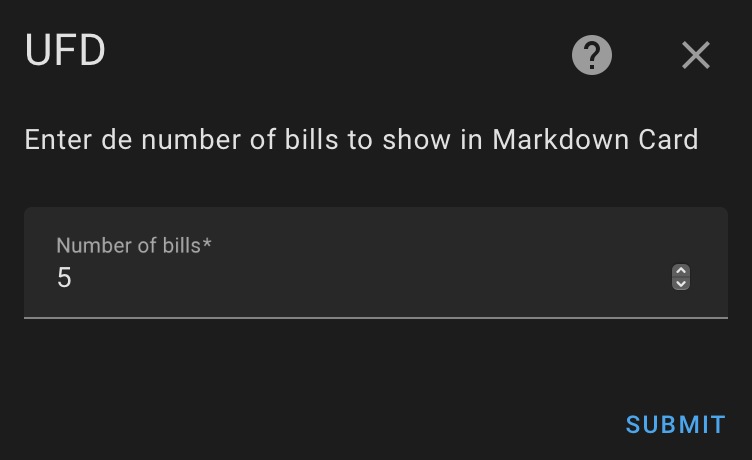 UFD
Enter de number of bills to show in Markdown Card
Number of bills*
5
SUBMIT